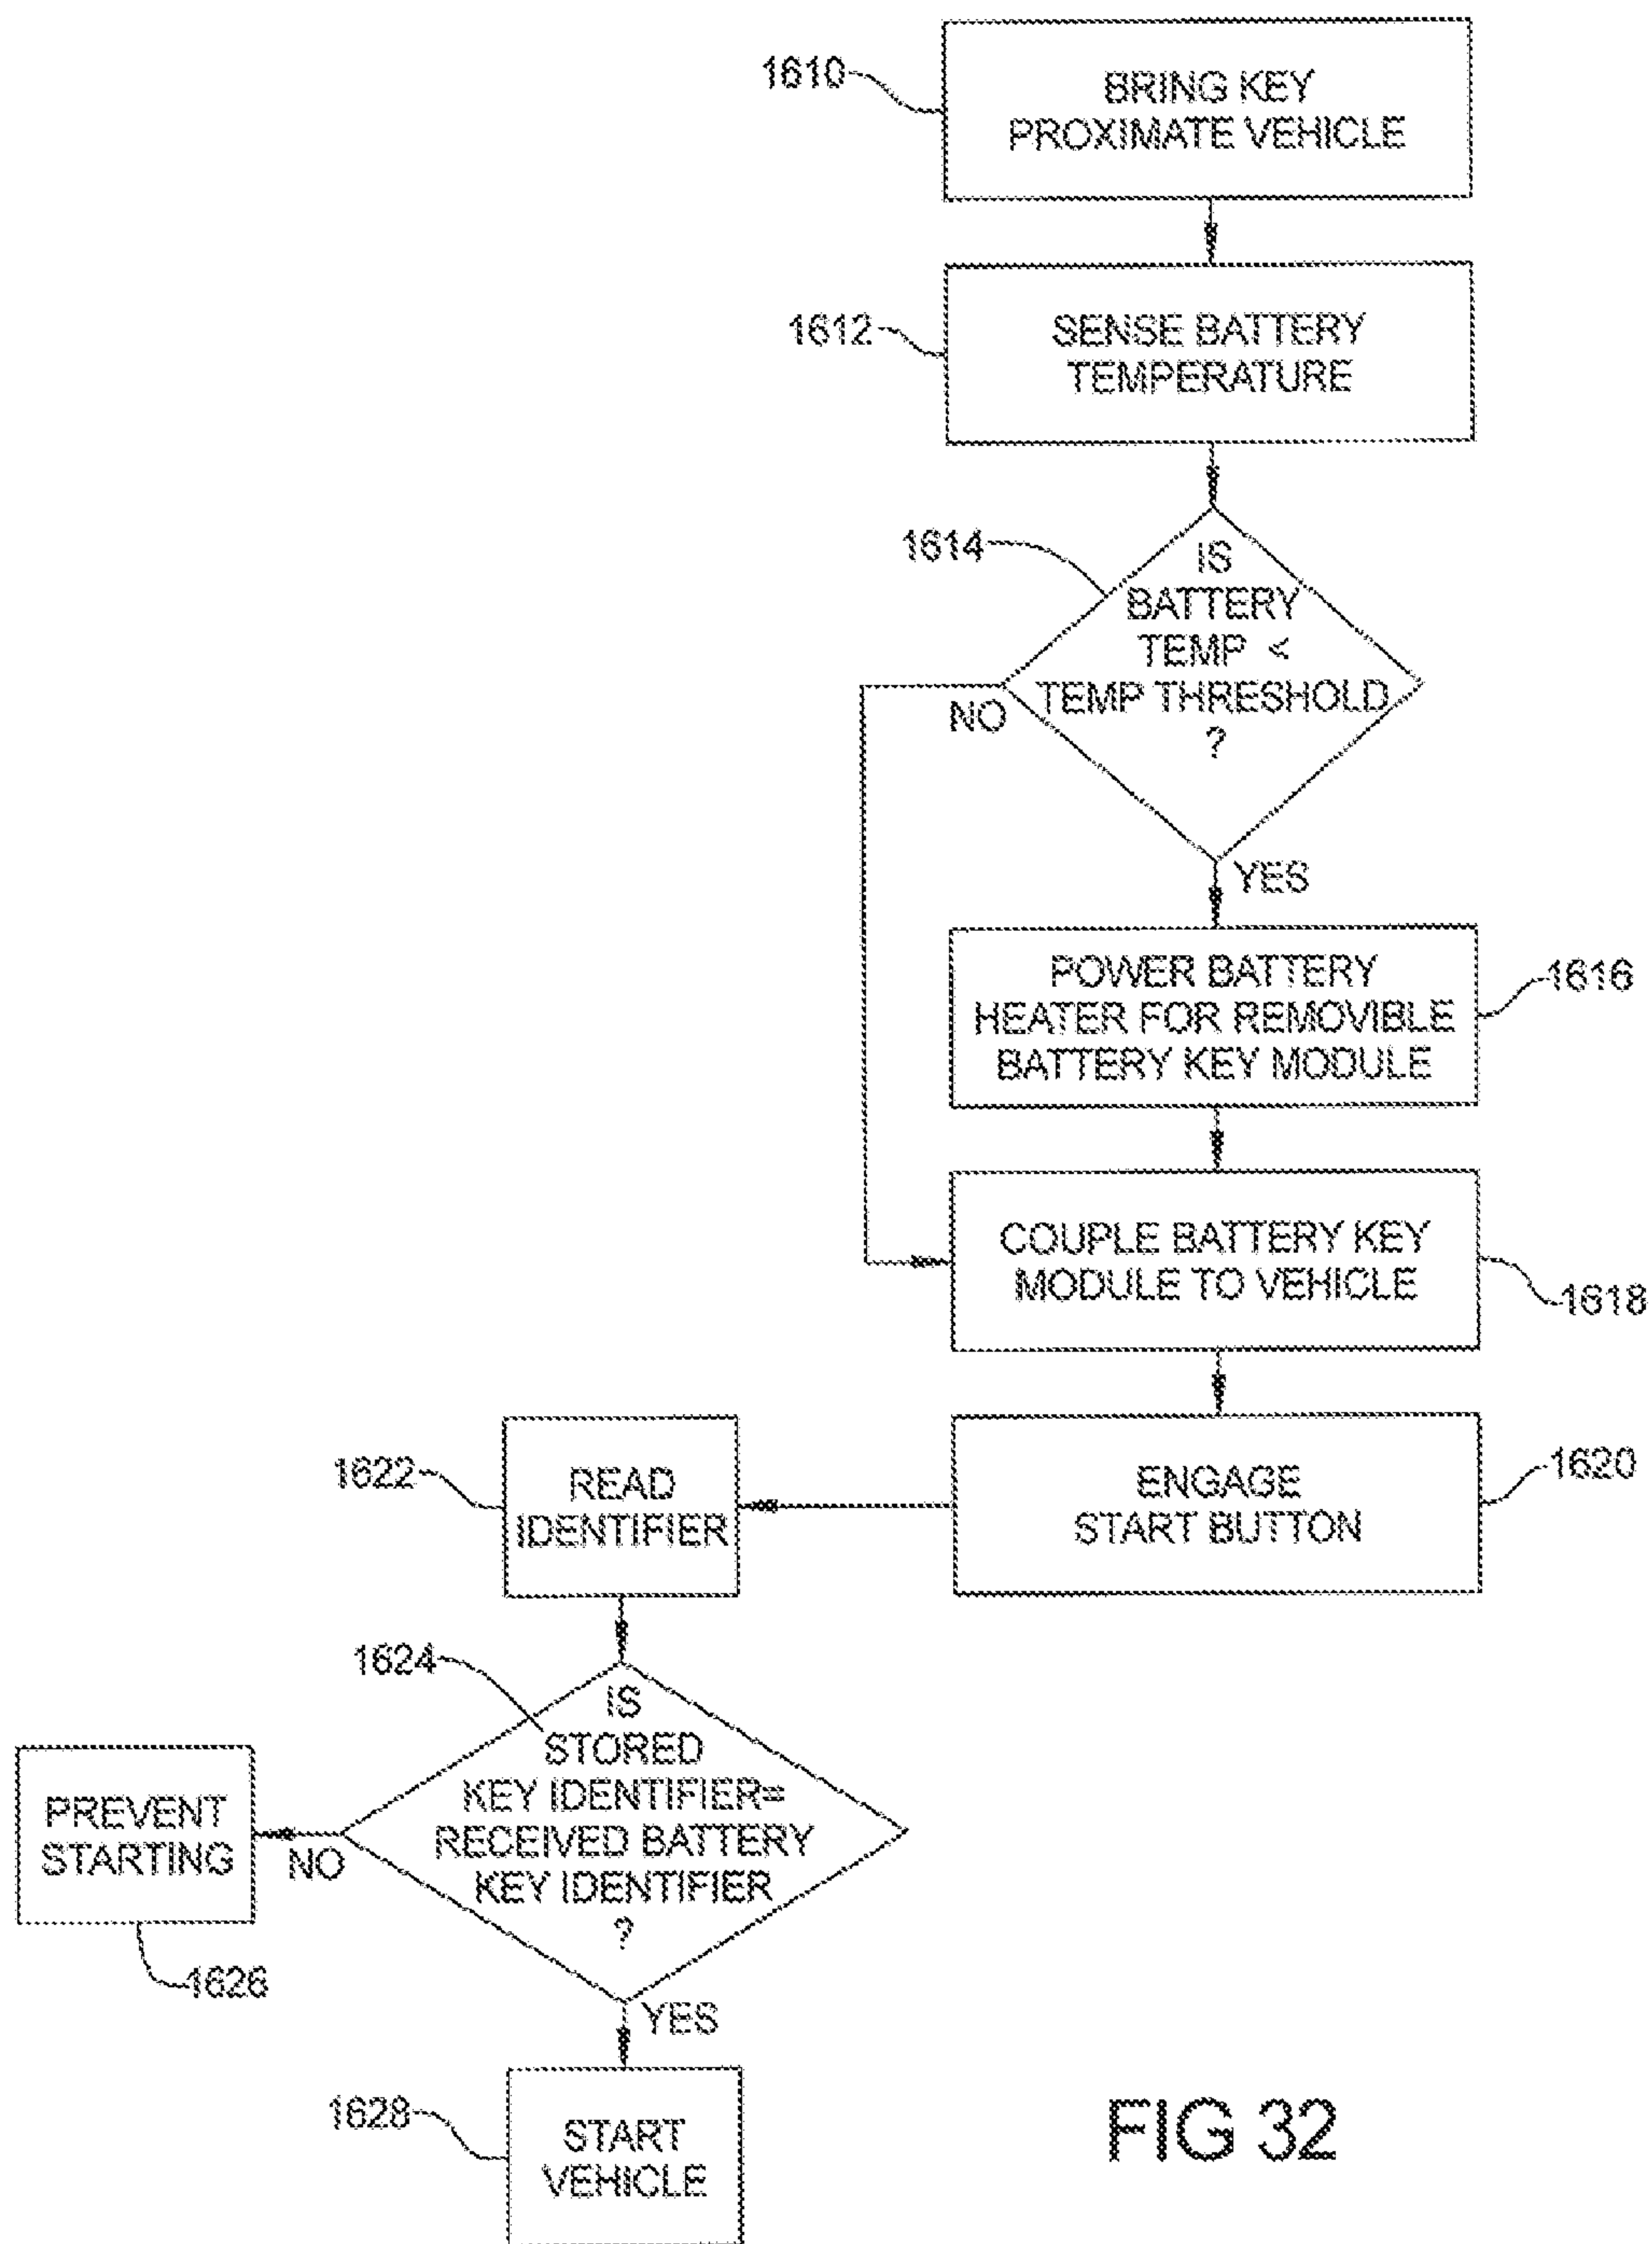 1610
BRING KEY
PROXIMATE VEHICLE
1612
SENSE BATTERY
TEMPERATURE
1614
IS
BATTERY
TEMP <
TEMP THRESHOLD
?
NO
YES
POWER BATTERY
HEATER FOR REMOVIBLE
BATTERY KEY MODULE
1616
COUPLE BATTERY KEY
MODULE TO VEHICLE
1618
ENGAGE
START BUTTON
1620
1622
READ
IDENTIFIER
1624
IS
STORED
KEY IDENTIFIER=
RECEIVED BATTERY
KEY IDENTIFIER
?
NO
PREVENT
STARTING
1626
YES
1628
START
VEHICLE
FIG 32